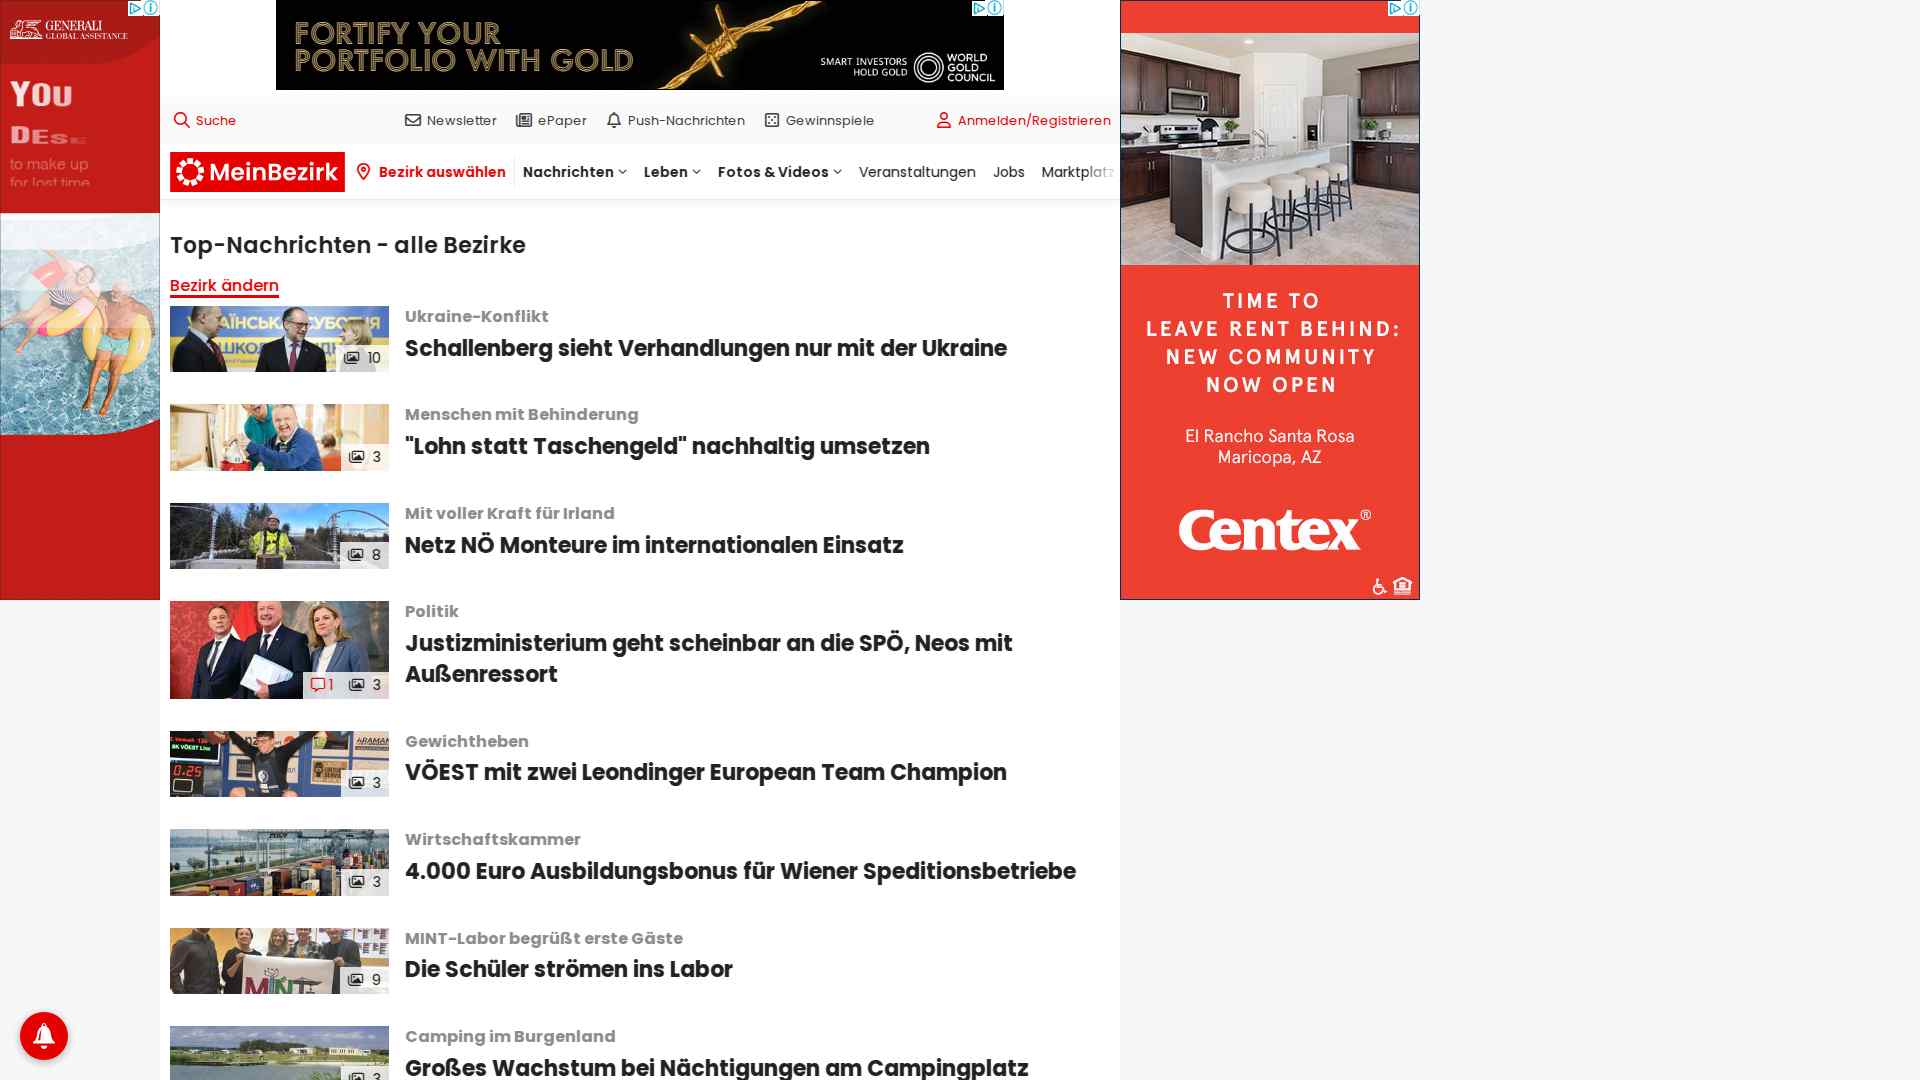 GENERALI
GLOBAL ASSISTANCE
YOU
DESE
to make up
for lost time
FORTIFY YOUR
PORTFOLIO WITH GOLD
SMART INVESTORS
HOLD GOLD
WORLD
GOLD
COUNCIL
Suche
Newsletter
ePaper
Push-Nachrichten
Gewinnspiele
Anmelden/Registrieren
MeinBezirk
Bezirk auswählen
Nachrichten
Leben
Fotos & Videos
Veranstaltungen
Jobs
Marktplatz
Top-Nachrichten - alle Bezirke
Bezirk ändern
10
Ukraine-Konflikt
Schallenberg sieht Verhandlungen nur mit der Ukraine
3
Menschen mit Behinderung
"Lohn statt Taschengeld" nachhaltig umsetzen
8
Mit voller Kraft für Irland
Netz NÖ Monteure im internationalen Einsatz
1
3
Politik
Justizministerium geht scheinbar an die SPÖ, Neos mit
Außenressort
BK VÖEST Linz
0.25
3
Gewichtheben
VÖEST mit zwei Leondinger European Team Champion
3
Wirtschaftskammer
4.000 Euro Ausbildungsbonus für Wiener Speditionsbetriebe
MINT
9
MINT-Labor begrüßt erste Gäste
Die Schüler strömen ins Labor
3
Camping im Burgenland
Großes Wachstum bei Nächtigungen am Campingplatz
TIME TO
LEAVE RENT BEHIND:
NEW COMMUNITY
NOW OPEN
El Rancho Santa Rosa
Maricopa, AZ
Centex®